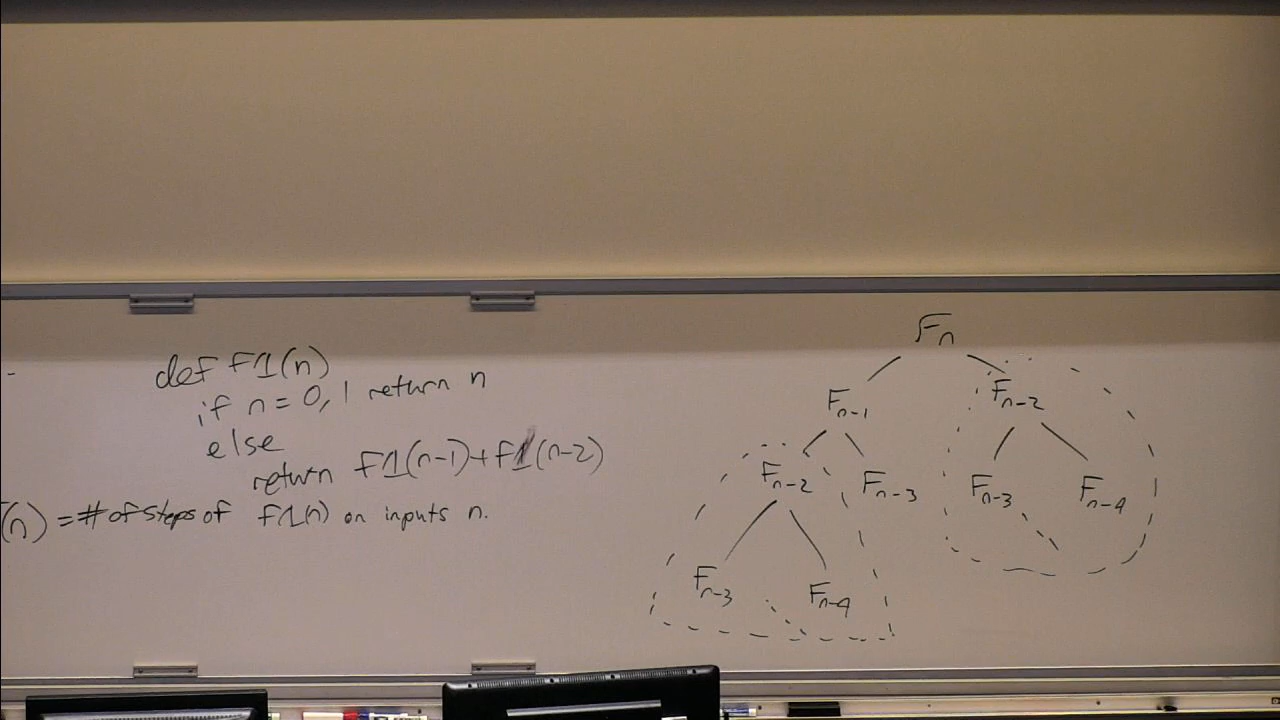 def f1(n)
if n = 0, 1 return n
else
return f1(n-1) + f1(n-2)
(n) = # of steps of f1(n) on inputs n.
Fn
Fn-1 Fn-2
Fn-2 Fn-3 Fn-3 Fn-4
Fn-3 Fn-4